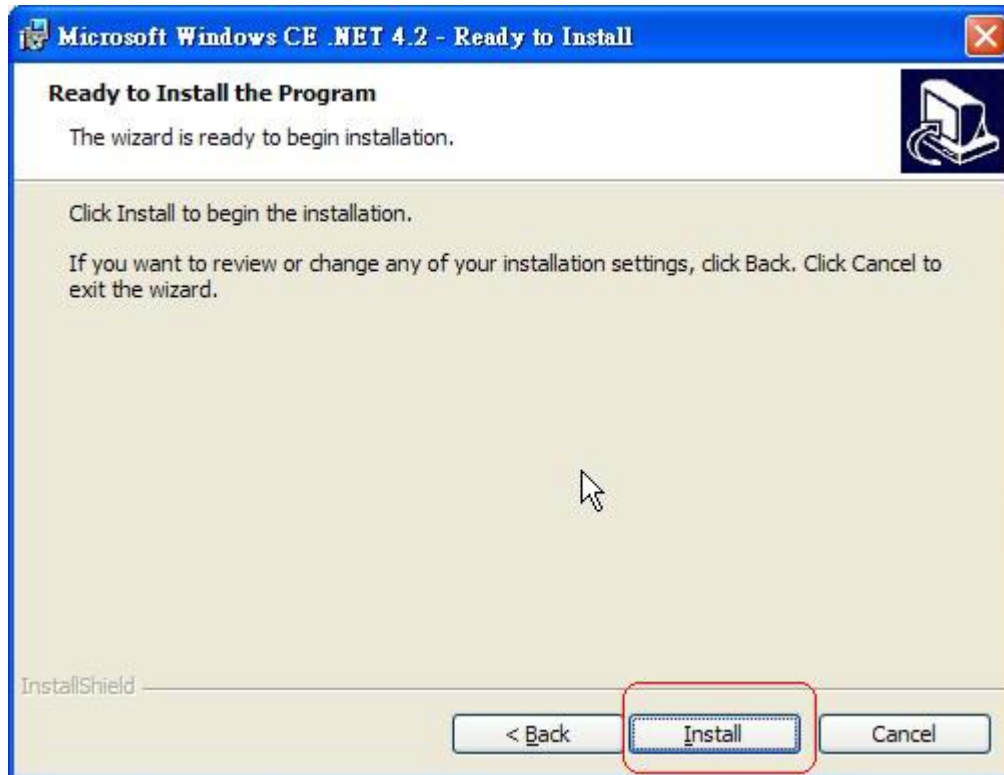 Microsoft Windows CE .NET 4.2 - Ready to Install
Ready to Install the Program
The wizard is ready to begin installation.
Click Install to begin the installation.
If you want to review or change any of your installation settings, click Back. Click Cancel to
exit the wizard.
InstallShield
< Back Install Cancel